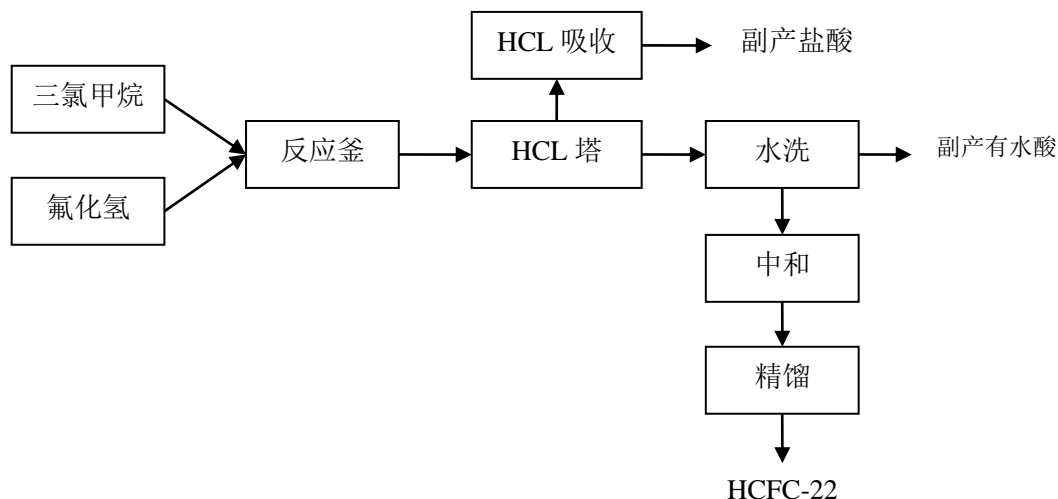 HCL 吸收
副产盐酸
三氯甲烷
反应釜
HCL 塔
水洗
副产有水酸
氟化氢
中和
精馏
HCFC-22